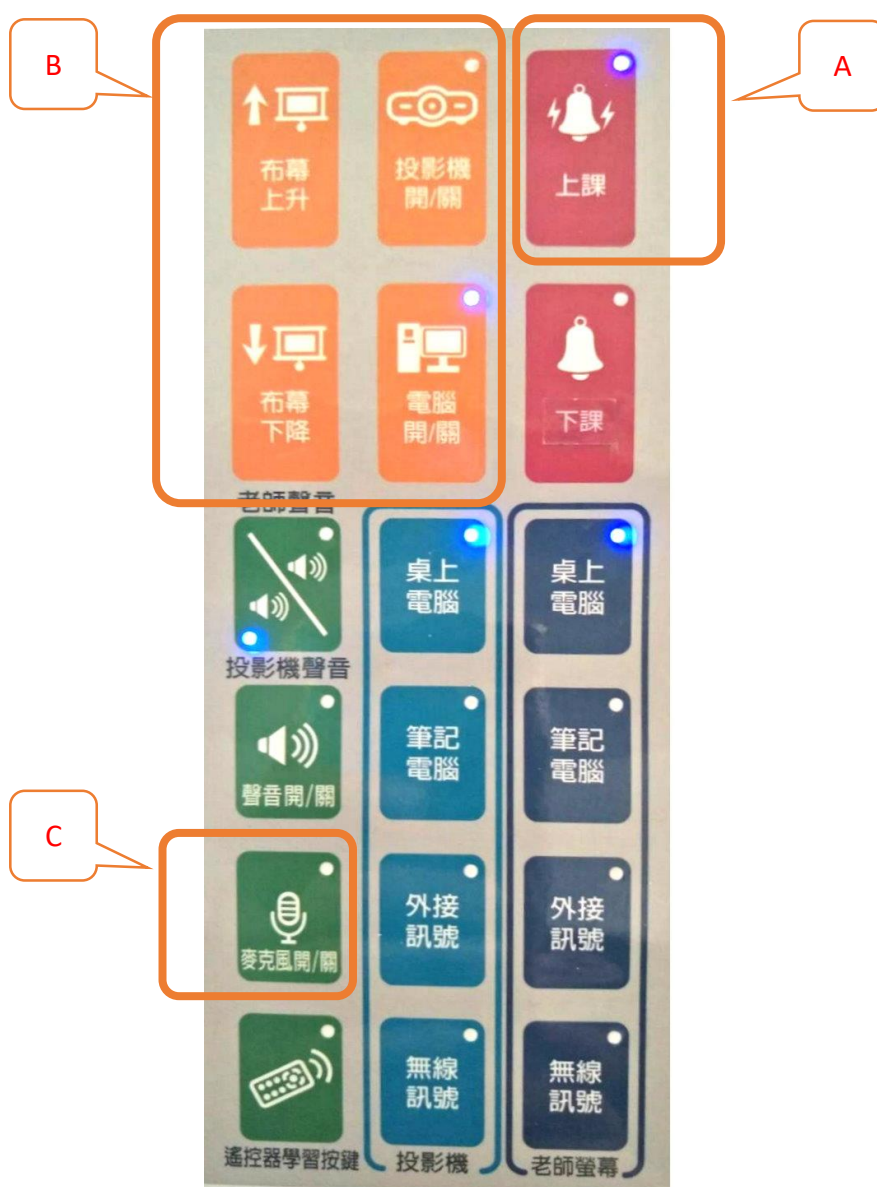 B
A
布幕
上升
投影機
開/關
上課
布幕
下降
電腦
開/關
下課
老師聲音
投影機聲音
桌上
電腦
桌上
電腦
聲音開/關
筆記
電腦
筆記
電腦
C
麥克風開/關
外接
訊號
外接
訊號
無線
訊號
無線
訊號
遙控器學習按鍵
投影機
老師螢幕